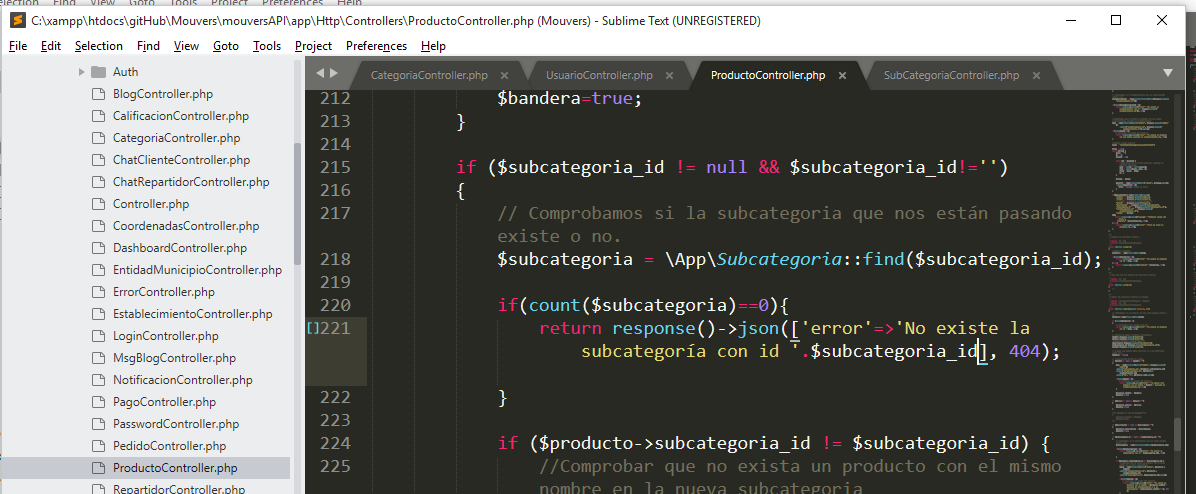 C:\xampp\htdocs\gitHub\Mouvers\mouversAPI\app\Http\Controllers\ProductoController.php (Mouvers) - Sublime Text (UNREGISTERED)
File Edit Selection Find View Goto Tools Project Preferences Help
Auth
BlogController.php
CalificacionController.php
CategoriaController.php
ChatClienteController.php
ChatRepartidorController.php
Controller.php
CoordenadasController.php
DashboardController.php
EntidadMunicipioController.php
ErrorController.php
EstablecimientoController.php
LoginController.php
MsgBlogController.php
NotificacionController.php
PagoController.php
PasswordController.php
PedidoController.php
ProductoController.php
RepartidorController.php
CategoriaController.php × UsuarioController.php × ProductoController.php × SubCategoriaController.php ×
212 $bandera=true;
213 }
214
215 if ($subcategoria_id != null && $subcategoria_id!='')
216 {
217 // Comprobamos si la subcategoria que nos están pasando
existe o no.
218 $subcategoria = \App\Subcategoria::find($subcategoria_id);
219
220 if(count($subcategoria)==0){
[]221 return response()->json(['error'=>'No existe la
subcategoría con id '.$subcategoria_id], 404);
222 }
223
224 if ($producto->subcategoria_id != $subcategoria_id) {
225 //Comprobar que no exista un producto con el mismo
nombre en la nueva subcategoria